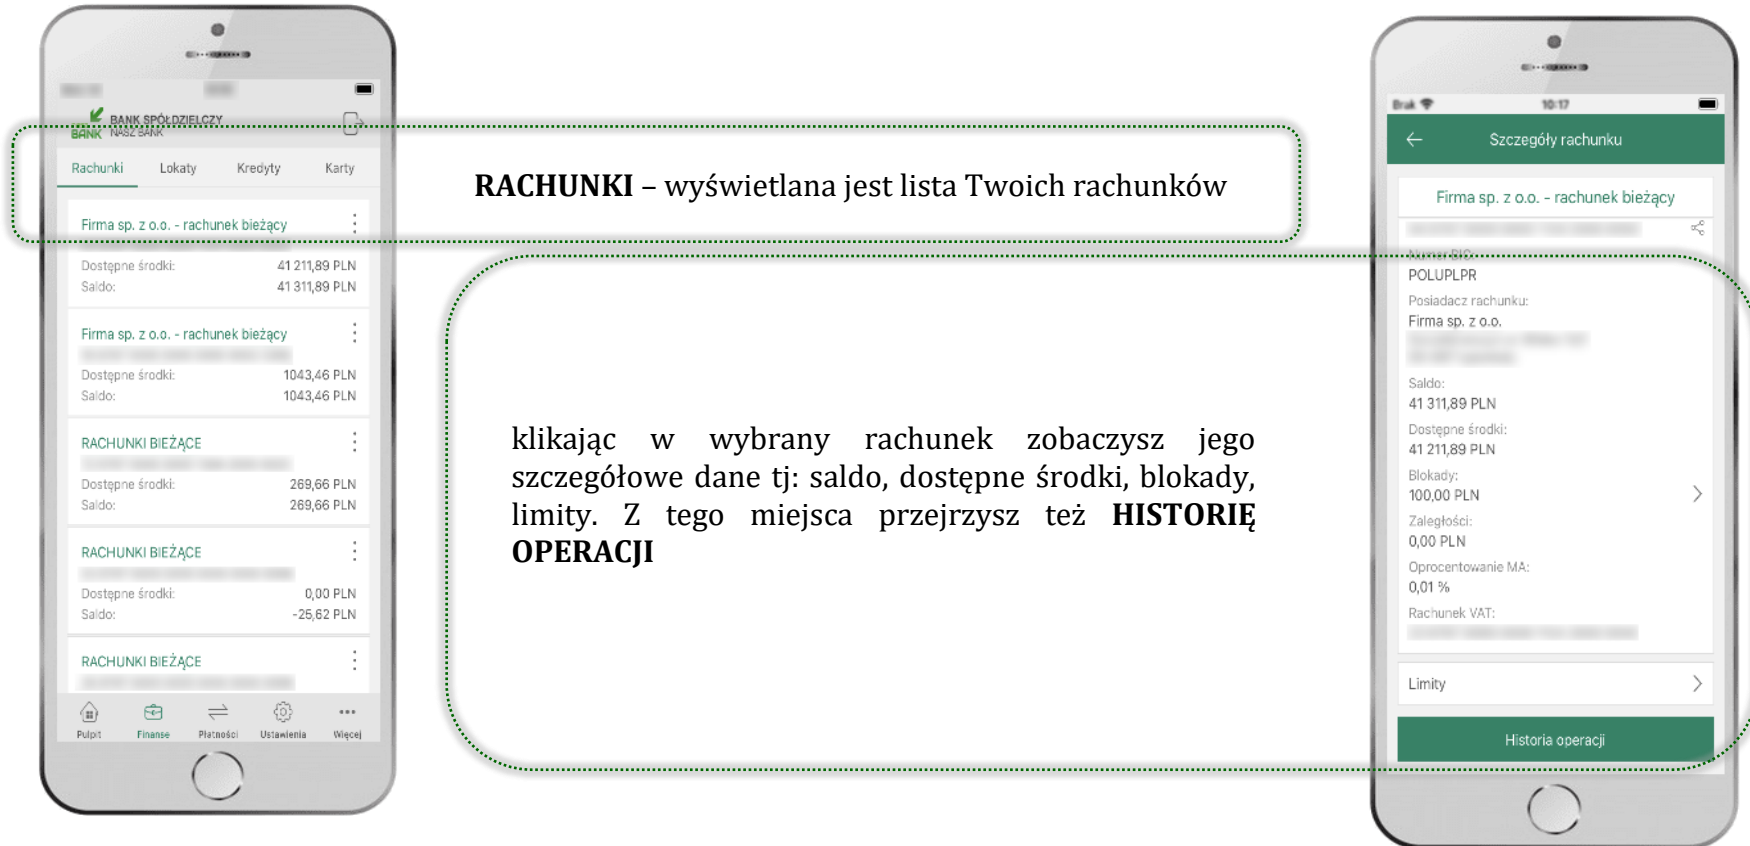 BANK SPÓŁDZIELCZY
BANK NASZ BANK
Rachunki Lokaty Kredyty Karty
Firma sp. z o.o. - rachunek bieżący
Dostępne środki: 41 211,89 PLN
Saldo: 41 311,89 PLN
Firma sp. z o.o. - rachunek bieżący
Dostępne środki: 1043,46 PLN
Saldo: 1043,46 PLN
RACHUNKI BIEŻĄCE
Dostępne środki: 269,66 PLN
Saldo: 269,66 PLN
RACHUNKI BIEŻĄCE
Dostępne środki: 0,00 PLN
Saldo: -25,62 PLN
RACHUNKI BIEŻĄCE
Pulpit Finanse Płatności Ustawienia Więcej
RACHUNKI – wyświetlana jest lista Twoich rachunków
klikając w wybrany rachunek zobaczysz jego
szczegółowe dane tj: saldo, dostępne środki, blokady,
limity. Z tego miejsca przejrzysz też HISTORIĘ
OPERACJI
Brak 10:17
Szczegóły rachunku
Firma sp. z o.o. - rachunek bieżący
Numer BIC:
POLUPLPR
Posiadacz rachunku:
Firma sp. z o.o.
Saldo:
41 311,89 PLN
Dostępne środki:
41 211,89 PLN
Blokady:
100,00 PLN
Zaległości:
0,00 PLN
Oprocentowanie MA:
0,01 %
Rachunek VAT:
Limity
Historia operacji